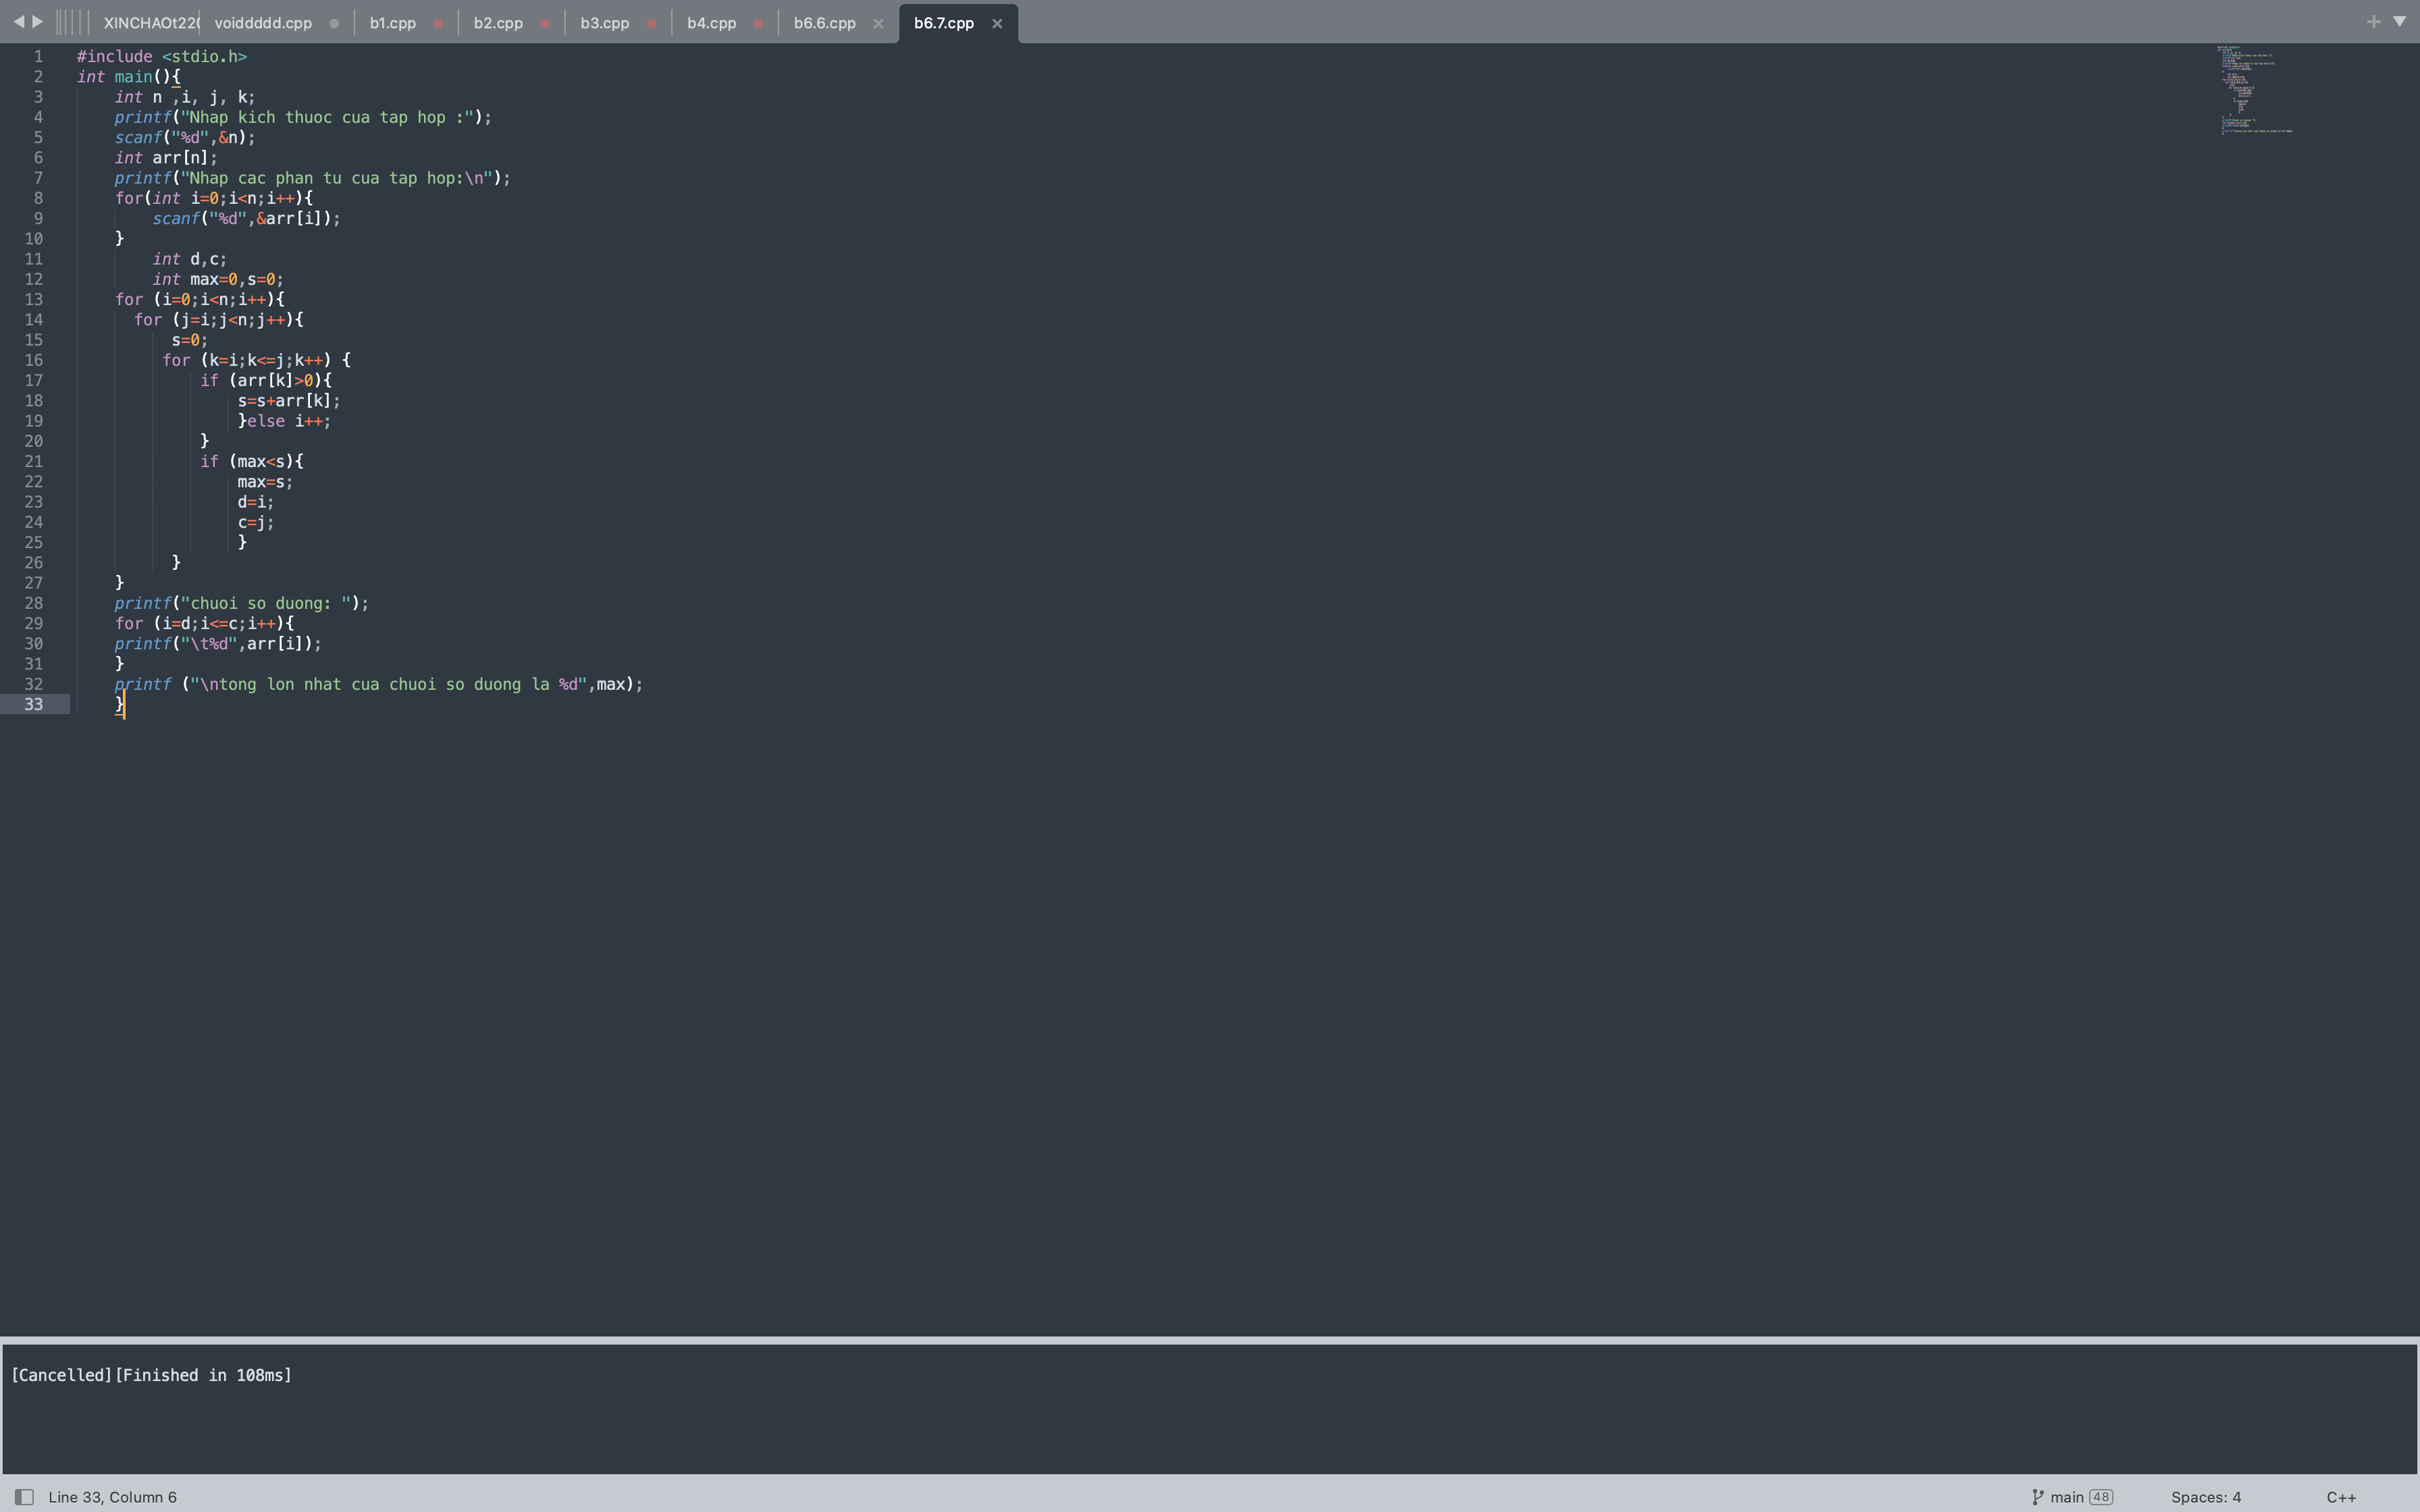 XINCHAOt22 voiddddd.cpp b1.cpp b2.cpp b3.cpp b4.cpp b6.6.cpp b6.7.cpp
1 #include <stdio.h>
2 int main(){
3 int n ,i, j, k;
4 printf("Nhap kich thuoc cua tap hop :");
5 scanf("%d",&n);
6 int arr[n];
7 printf("Nhap cac phan tu cua tap hop:\n");
8 for(int i=0;i<n;i++){
9 scanf("%d",&arr[i]);
10 }
11 int d,c;
12 int max=0,s=0;
13 for (i=0;i<n;i++){
14 for (j=i;j<n;j++){
15 s=0;
16 for (k=i;k<=j;k++) {
17 if (arr[k]>0){
18 s=s+arr[k];
19 }else i++;
20 }
21 if (max<s){
22 max=s;
23 d=i;
24 c=j;
25 }
26 }
27 }
28 printf("chuoi so duong: ");
29 for (i=d;i<=c;i++){
30 printf("\t%d",arr[i]);
31 }
32 printf ("\ntong lon nhat cua chuoi so duong la %d",max);
33 }
[Cancelled][Finished in 108ms]
Line 33, Column 6 main 48 Spaces: 4 C++